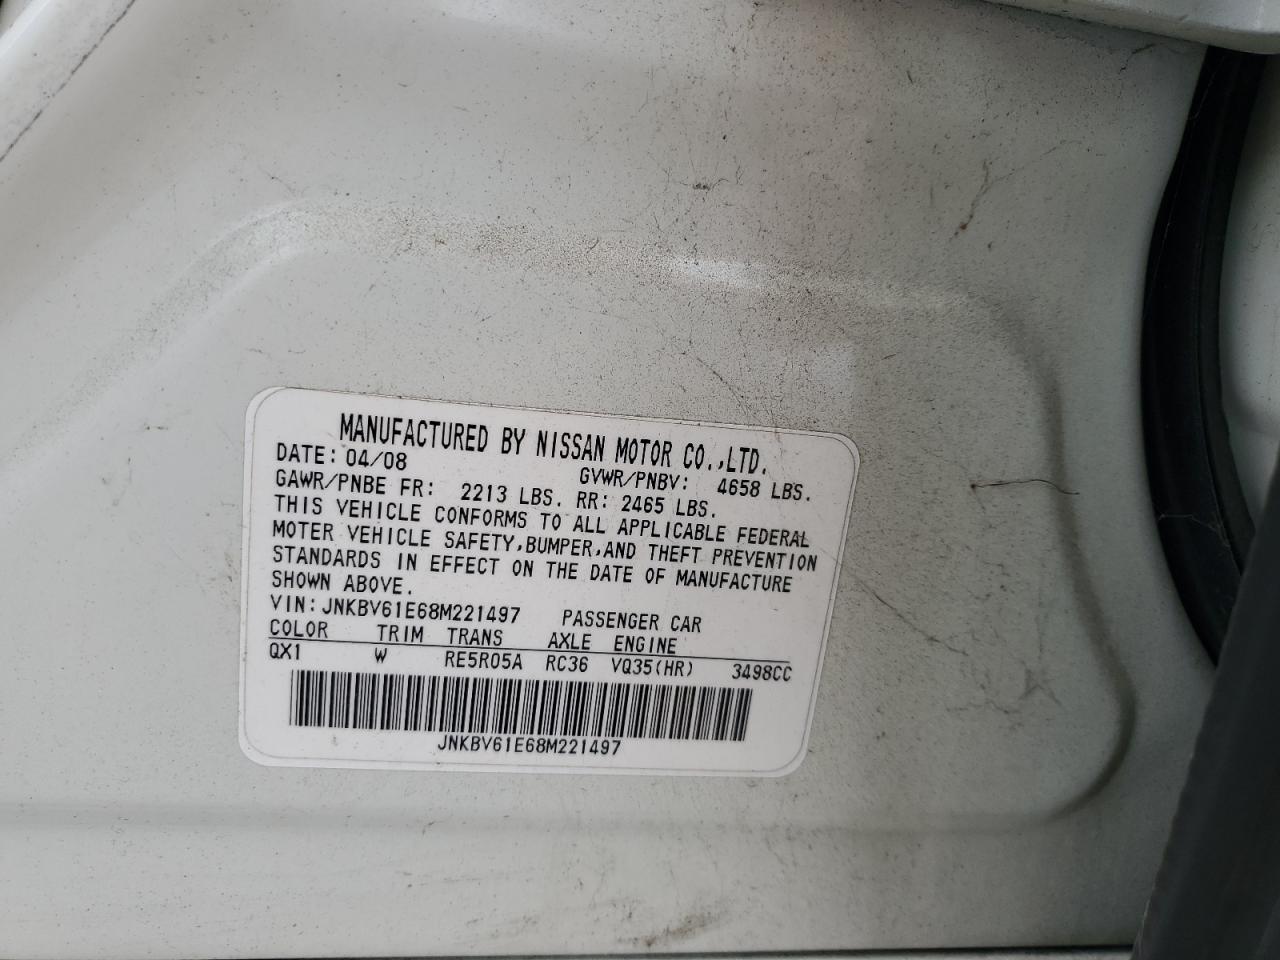 MANUFACTURED BY NISSAN MOTOR CO.,LTD.
DATE: 04/08 GVWR/PNBV: 4658 LBS.
GAWR/PNBE FR: 2213 LBS. RR: 2465 LBS.
THIS VEHICLE CONFORMS TO ALL APPLICABLE FEDERAL
MOTER VEHICLE SAFETY,BUMPER,AND THEFT PREVENTION
STANDARDS IN EFFECT ON THE DATE OF MANUFACTURE
SHOWN ABOVE.
VIN: JNKBV61E68M221497 PASSENGER CAR
COLOR TRIM TRANS AXLE ENGINE
QX1 W RE5R05A RC36 VQ35(HR) 3498CC
JNKBV61E68M221497